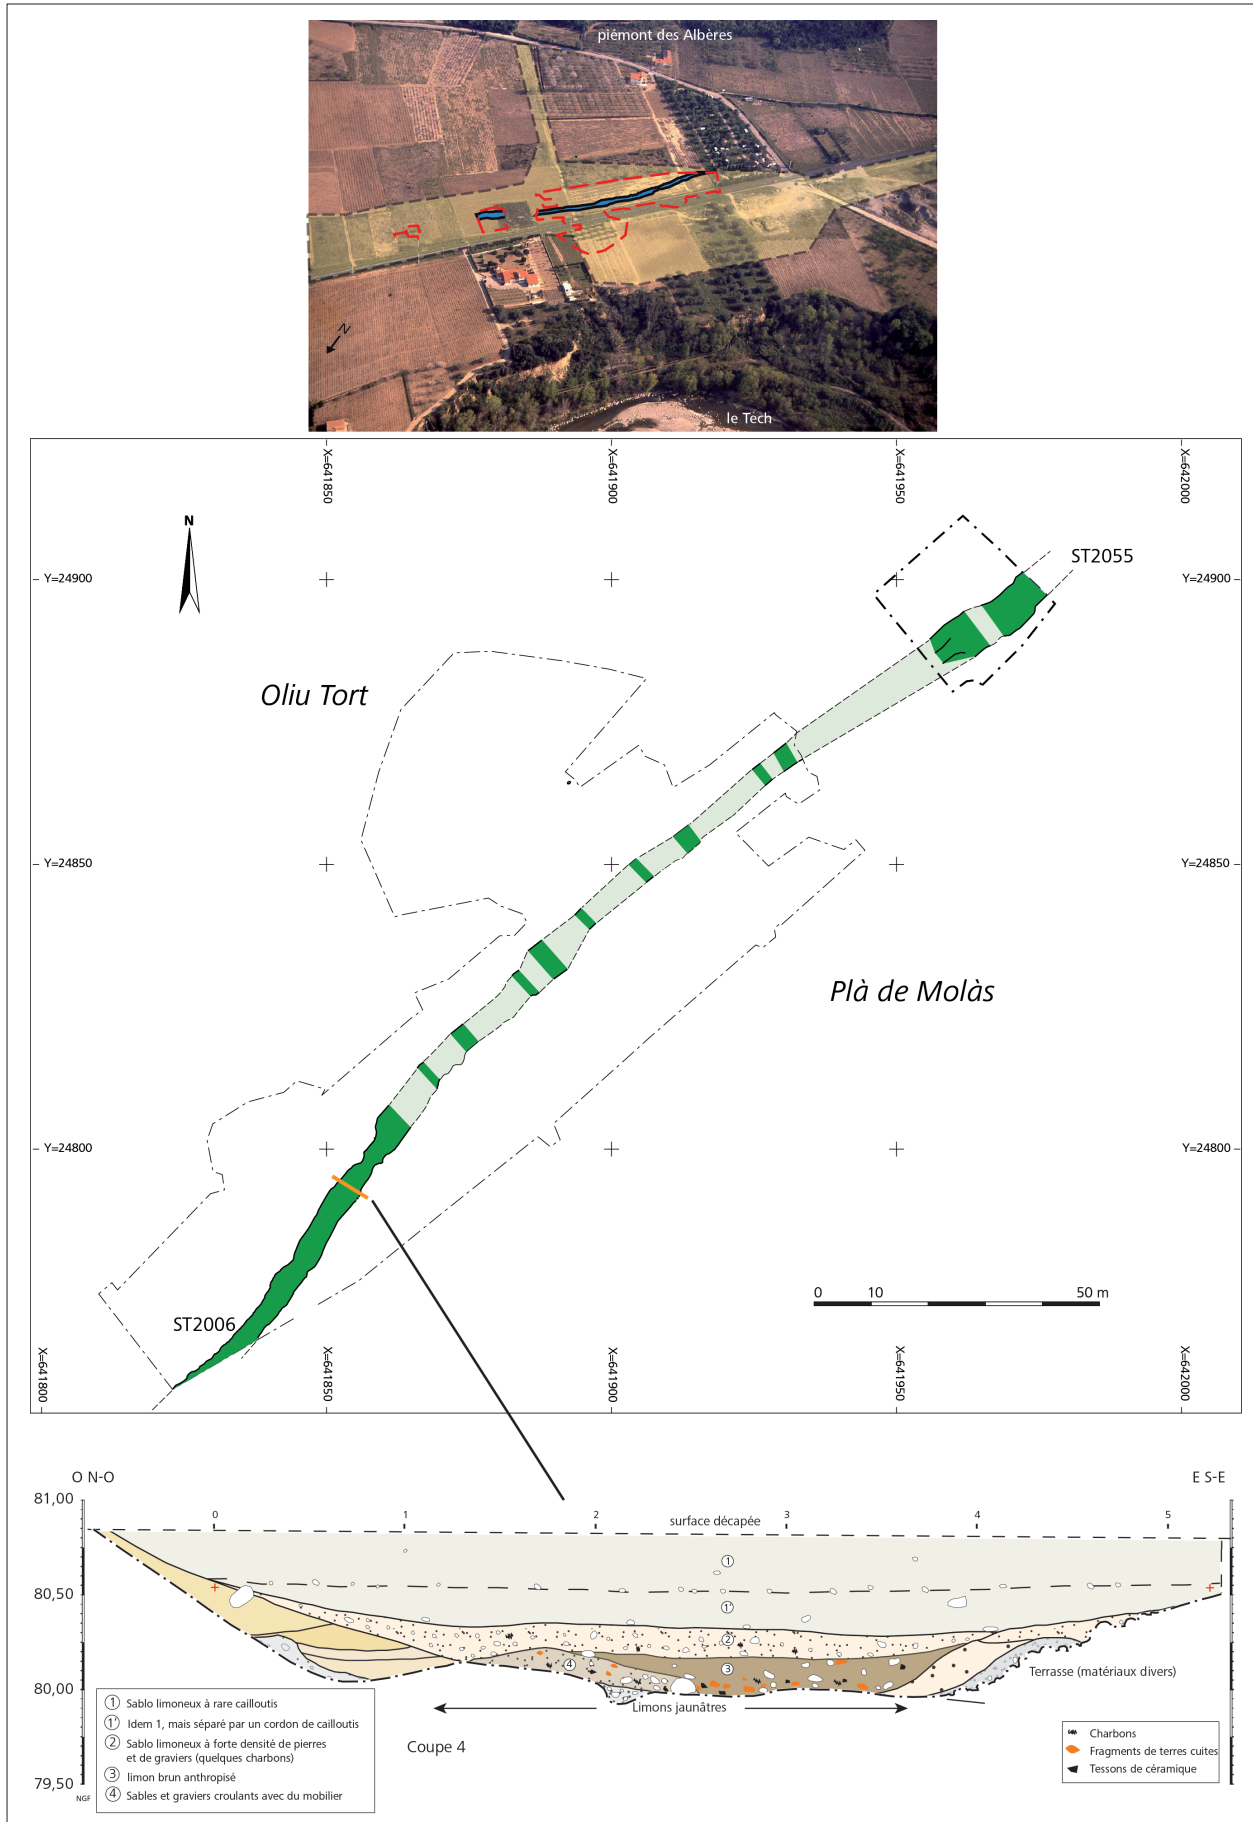 piémont des Albères
N
le Tech
X=641850
X=641900
X=641950
X=642000
N
ST2055
Y=24900
Y=24900
Oliu Tort
Y=24850
Y=24850
Plà de Molàs
Y=24800
Y=24800
0 10 50 m
ST2006
X=641800
X=641850
X=641900
X=641950
X=642000
O N-O
E S-E
81,00
0 1 2 surface décapée 3 4 5
1
80,50
1'
2
4
3
Terrasse (matériaux divers)
80,00
Limons jaunâtres
1 Sablo limoneux à rare cailloutis
1' Idem 1, mais séparé par un cordon de cailloutis
2 Sablo limoneux à forte densité de pierres
et de graviers (quelques charbons)
3 limon brun anthropisé
4 Sables et graviers croulants avec du mobilier
Coupe 4
Charbons
Fragments de terres cuites
Tessons de céramique
79,50
NGF